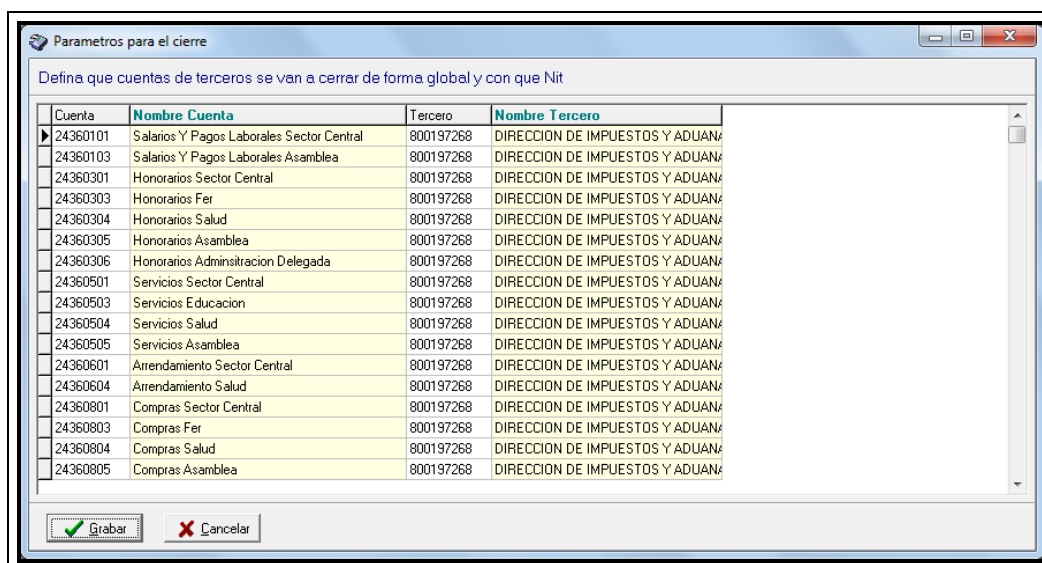 Parametros para el cierre
Defina que cuentas de terceros se van a cerrar de forma global y con que Nit
Cuenta Nombre Cuenta Tercero Nombre Tercero
24360101 Salarios Y Pagos Laborales Sector Central 800197268 DIRECCION DE IMPUESTOS Y ADUANA
24360103 Salarios Y Pagos Laborales Asamblea 800197268 DIRECCION DE IMPUESTOS Y ADUANA
24360301 Honorarios Sector Central 800197268 DIRECCION DE IMPUESTOS Y ADUANA
24360303 Honorarios Fer 800197268 DIRECCION DE IMPUESTOS Y ADUANA
24360304 Honorarios Salud 800197268 DIRECCION DE IMPUESTOS Y ADUANA
24360305 Honorarios Asamblea 800197268 DIRECCION DE IMPUESTOS Y ADUANA
24360306 Honorarios Adminsitracion Delegada 800197268 DIRECCION DE IMPUESTOS Y ADUANA
24360501 Servicios Sector Central 800197268 DIRECCION DE IMPUESTOS Y ADUANA
24360503 Servicios Educacion 800197268 DIRECCION DE IMPUESTOS Y ADUANA
24360504 Servicios Salud 800197268 DIRECCION DE IMPUESTOS Y ADUANA
24360505 Servicios Asamblea 800197268 DIRECCION DE IMPUESTOS Y ADUANA
24360601 Arrendamiento Sector Central 800197268 DIRECCION DE IMPUESTOS Y ADUANA
24360604 Arrendamiento Salud 800197268 DIRECCION DE IMPUESTOS Y ADUANA
24360801 Compras Sector Central 800197268 DIRECCION DE IMPUESTOS Y ADUANA
24360803 Compras Fer 800197268 DIRECCION DE IMPUESTOS Y ADUANA
24360804 Compras Salud 800197268 DIRECCION DE IMPUESTOS Y ADUANA
24360805 Compras Asamblea 800197268 DIRECCION DE IMPUESTOS Y ADUANA
Grabar Cancelar